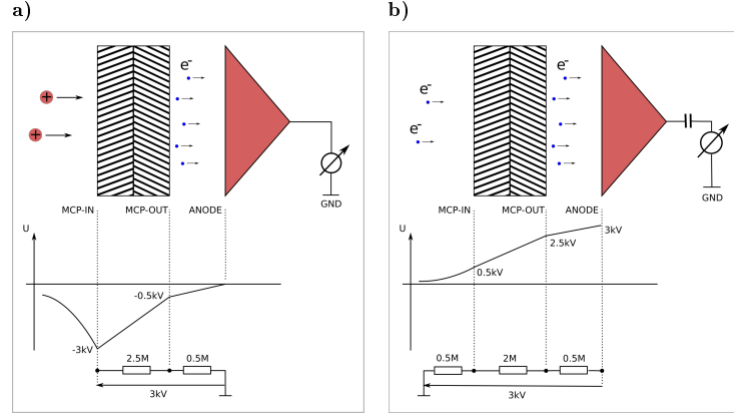 a)
e-
+
+
GND
MCP-IN MCP-OUT ANODE
U
-0.5kV
-3kV
2.5M 0.5M
3kV
b)
e-
e-
e-
GND
MCP-IN MCP-OUT ANODE
U
3kV
2.5kV
0.5kV
0.5M 2M 0.5M
3kV